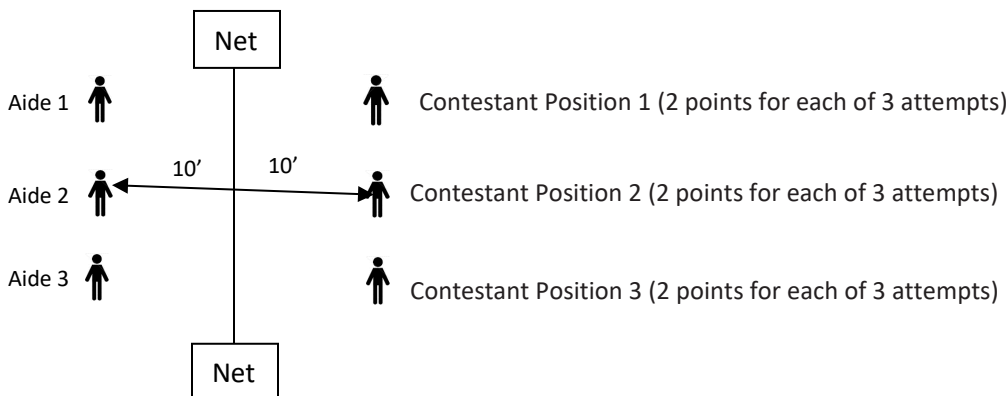 Net
Aide 1
Contestant Position 1 (2 points for each of 3 attempts)
10’
10’
Aide 2
Contestant Position 2 (2 points for each of 3 attempts)
Aide 3
Contestant Position 3 (2 points for each of 3 attempts)
Net